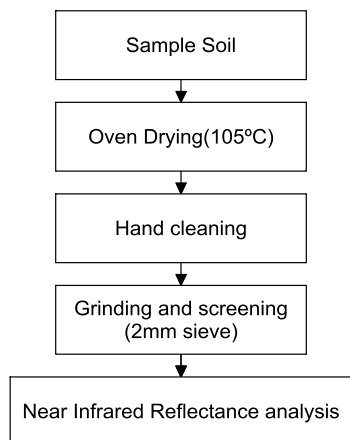 Sample Soil
Oven Drying(105ºC)
Hand cleaning
Grinding and screening
(2mm sieve)
Near Infrared Reflectance analysis